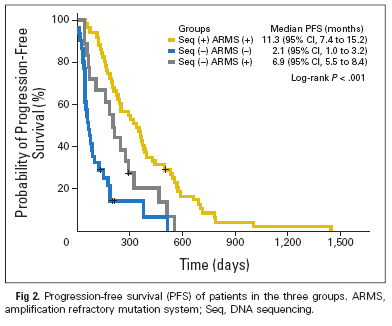 Probability of Progression-Free
Survival (%)
100
80
60
40
20
0
300
600
900
1,200
1,500
Time (days)
Groups
Median PFS (months)
Seq (+) ARMS (+)
11.3 (95% CI, 7.4 to 15.2)
Seq (–) ARMS (–)
2.1 (95% CI, 1.0 to 3.2)
Seq (–) ARMS (+)
6.9 (95% CI, 5.5 to 8.4)
Log-rank P < .001
Fig 2. Progression-free survival (PFS) of patients in the three groups. ARMS,
amplification refractory mutation system; Seq, DNA sequencing.